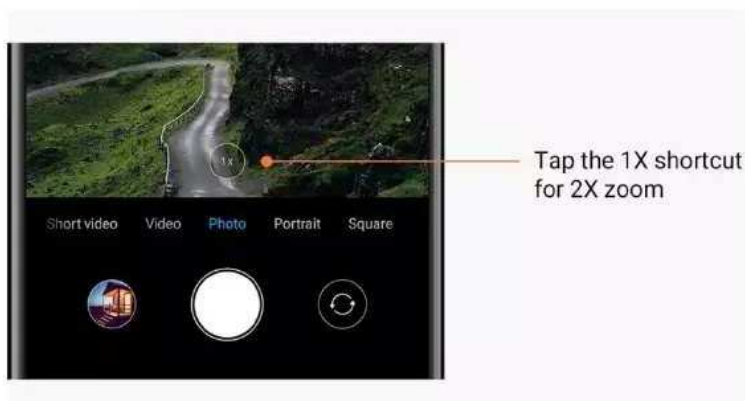 1X
Tap the 1X shortcut
for 2X zoom
Short video Video Photo Portrait Square